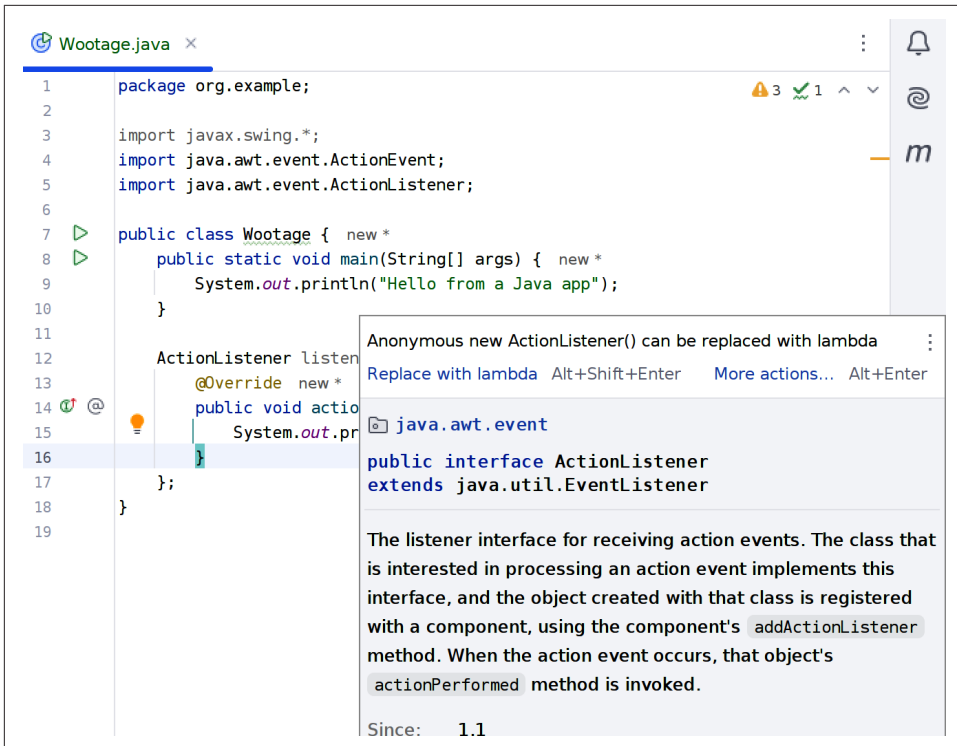 Wootage.java
3 1
1 package org.example;
2
3 import javax.swing.*;
4 import java.awt.event.ActionEvent;
5 import java.awt.event.ActionListener;
6
7 public class Wootage { new *
8 public static void main(String[] args) { new *
9 System.out.println("Hello from a Java app");
10 }
11
12 ActionListener listen
13 @Override new *
14 @ public void actio
15 System.out.pr
16 }
17 };
18 }
19
Anonymous new ActionListener() can be replaced with lambda
Replace with lambda Alt+Shift+Enter More actions... Alt+Enter
java.awt.event
public interface ActionListener
extends java.util.EventListener
The listener interface for receiving action events. The class that
is interested in processing an action event implements this
interface, and the object created with that class is registered
with a component, using the component's addActionListener
method. When the action event occurs, that object's
actionPerformed method is invoked.
Since: 1.1
m